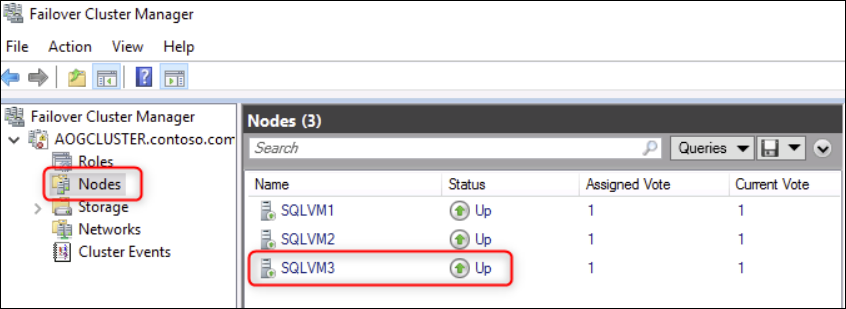 Failover Cluster Manager
File Action View Help
Failover Cluster Manager
AOGCLUSTER.contoso.com
Roles
Nodes
Storage
Networks
Cluster Events
Nodes (3)
Search Queries
Name Status Assigned Vote Current Vote
SQLVM1 Up 1 1
SQLVM2 Up 1 1
SQLVM3 Up 1 1